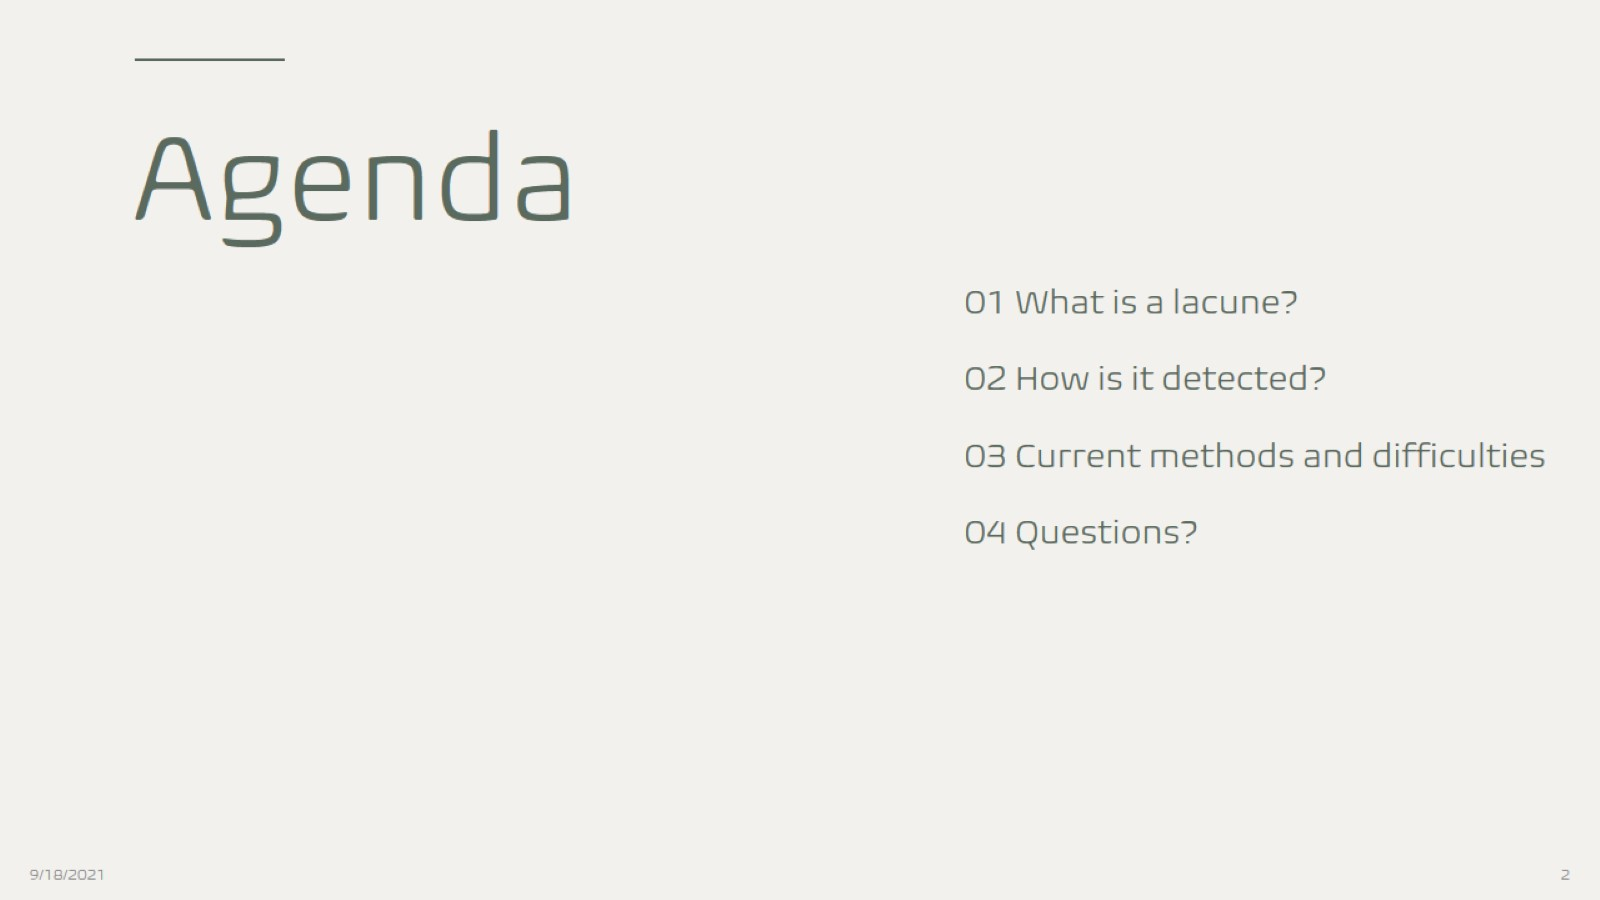 Agenda
01 What is a lacune?
02 How is it detected?
03 Current methods and difficulties
04 Questions?
9/18/2021
2